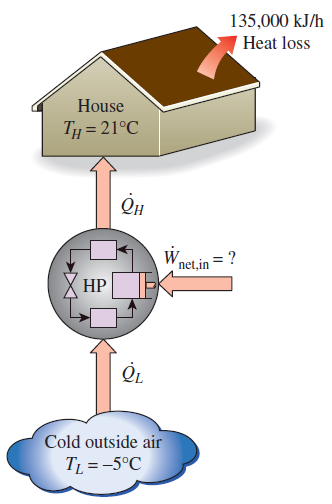 135,000 kJ/h
Heat loss
House
T_H = 21°C
Q̇_H
Ẇ_net,in = ?
HP
Q̇_L
Cold outside air
T_L = –5°C